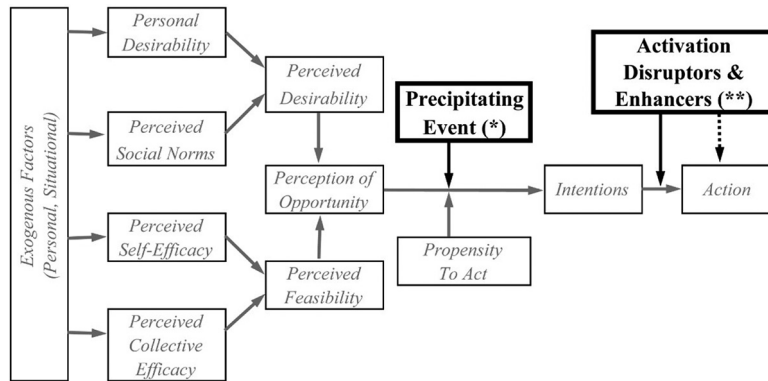 Exogenous Factors
(Personal, Situational)
Personal
Desirability
Perceived
Social Norms
Perceived
Self-Efficacy
Perceived
Collective
Efficacy
Perceived
Desirability
Perception of
Opportunity
Perceived
Feasibility
Precipitating
Event (*)
Propensity
To Act
Intentions
Activation
Disruptors &
Enhancers (**)
Action